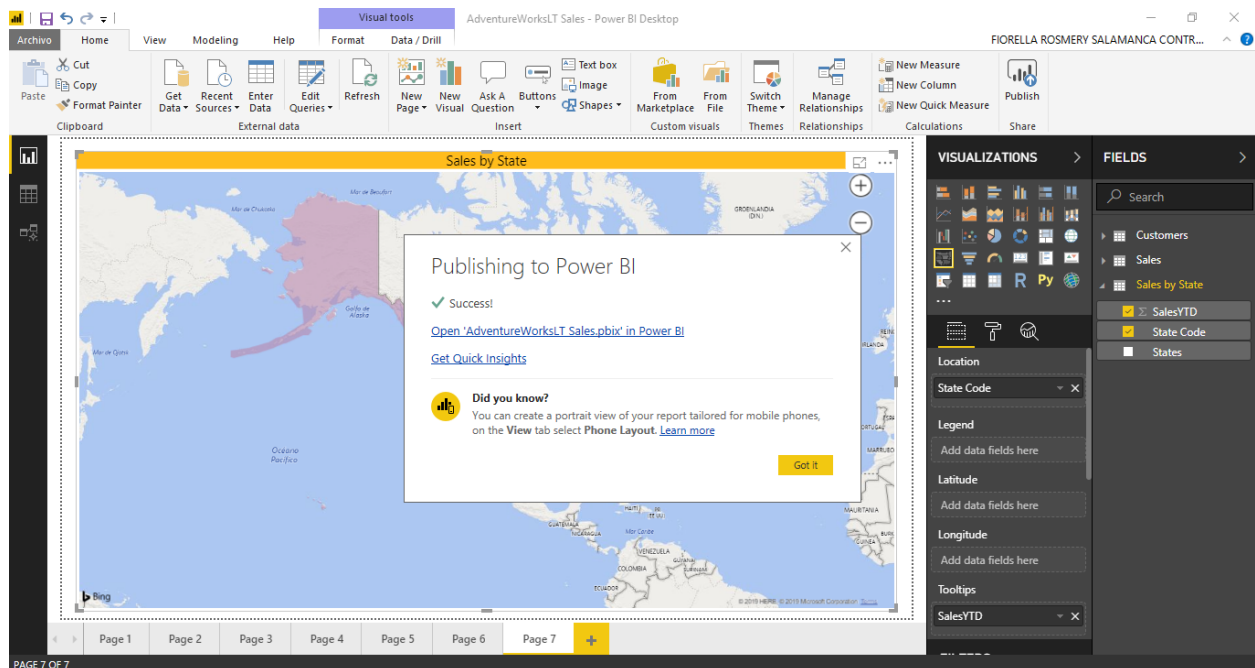 Visual tools
AdventureWorksLT Sales - Power BI Desktop
Archivo
Home
View
Modeling
Help
Format
Data / Drill
FIORELLA ROSMERY SALAMANCA CONTR...
Paste
Cut
Copy
Format Painter
Clipboard
Get Data
Recent Sources
Enter Data
Edit Queries
Refresh
External data
New Page
New Visual
Ask A Question
Buttons
Text box
Image
Shapes
Insert
From Marketplace
From File
Custom visuals
Switch Theme
Themes
Manage Relationships
Relationships
New Measure
New Column
New Quick Measure
Calculations
Publish
Share
Sales by State
Mar de Beaufort
Mar de Chukotka
GROENLANDIA
(DIN.)
Golfo de
Alaska
Océano
Pacífico
GUATEMALA
NICARAGUA
HAITÍ
Mar Caribe
VENEZUELA
GUYANA
COLOMBIA
ECUADOR
MAURITANIA
Bing
© 2019 HERE, © 2019 Microsoft Corporation Terms
Publishing to Power BI
Success!
Open 'AdventureWorksLT Sales.pbix' in Power BI
Get Quick Insights
Did you know?
You can create a portrait view of your report tailored for mobile phones,
on the View tab select Phone Layout. Learn more
Got it
VISUALIZATIONS
R
Py
Location
State Code
Legend
Add data fields here
Latitude
Add data fields here
Longitude
Add data fields here
Tooltips
SalesYTD
FIELDS
Search
Customers
Sales
Sales by State
Σ SalesYTD
State Code
States
Page 1
Page 2
Page 3
Page 4
Page 5
Page 6
Page 7
PAGE 7 OF 7